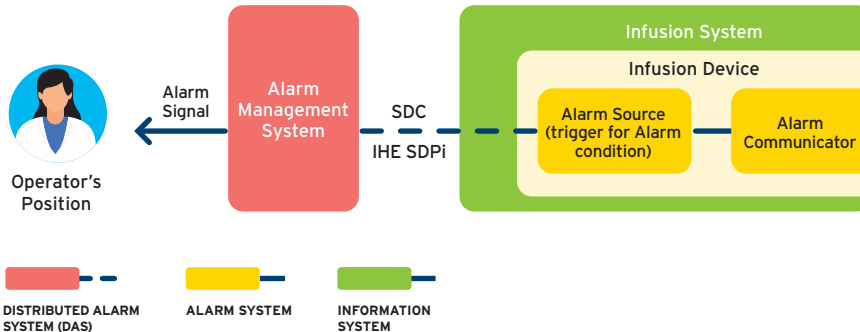 Infusion System
Infusion Device
Alarm
Signal
Alarm
Management
System
SDC
IHE SDPi
Alarm Source
(trigger for Alarm
condition)
Alarm
Communicator
Operator's
Position
DISTRIBUTED ALARM
SYSTEM (DAS)
ALARM SYSTEM
INFORMATION
SYSTEM